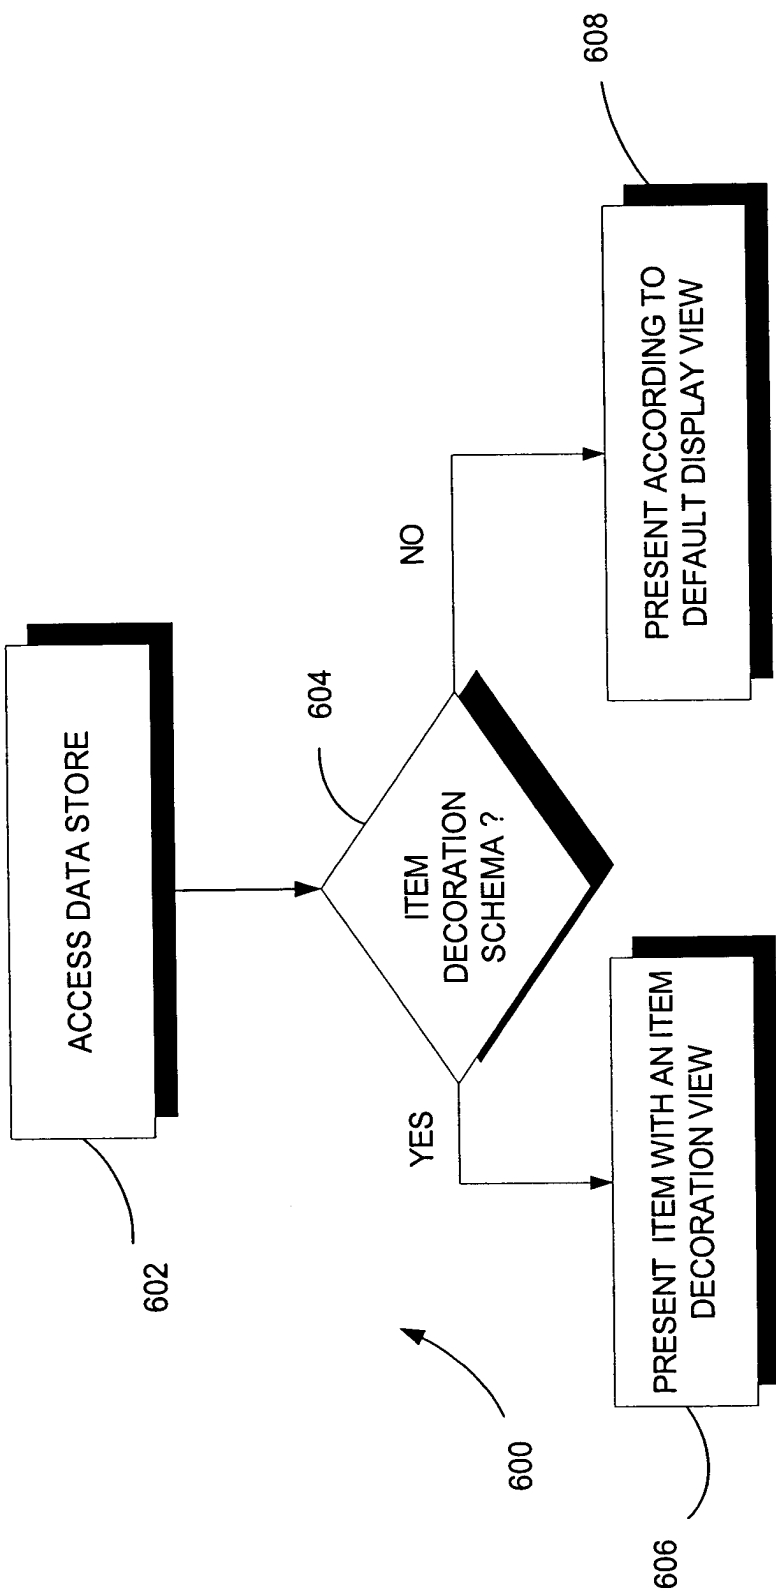 602
ACCESS DATA STORE
604
ITEM
DECORATION
SCHEMA ?
YES
NO
600
606
PRESENT ITEM WITH AN ITEM
DECORATION VIEW
608
PRESENT ACCORDING TO
DEFAULT DISPLAY VIEW